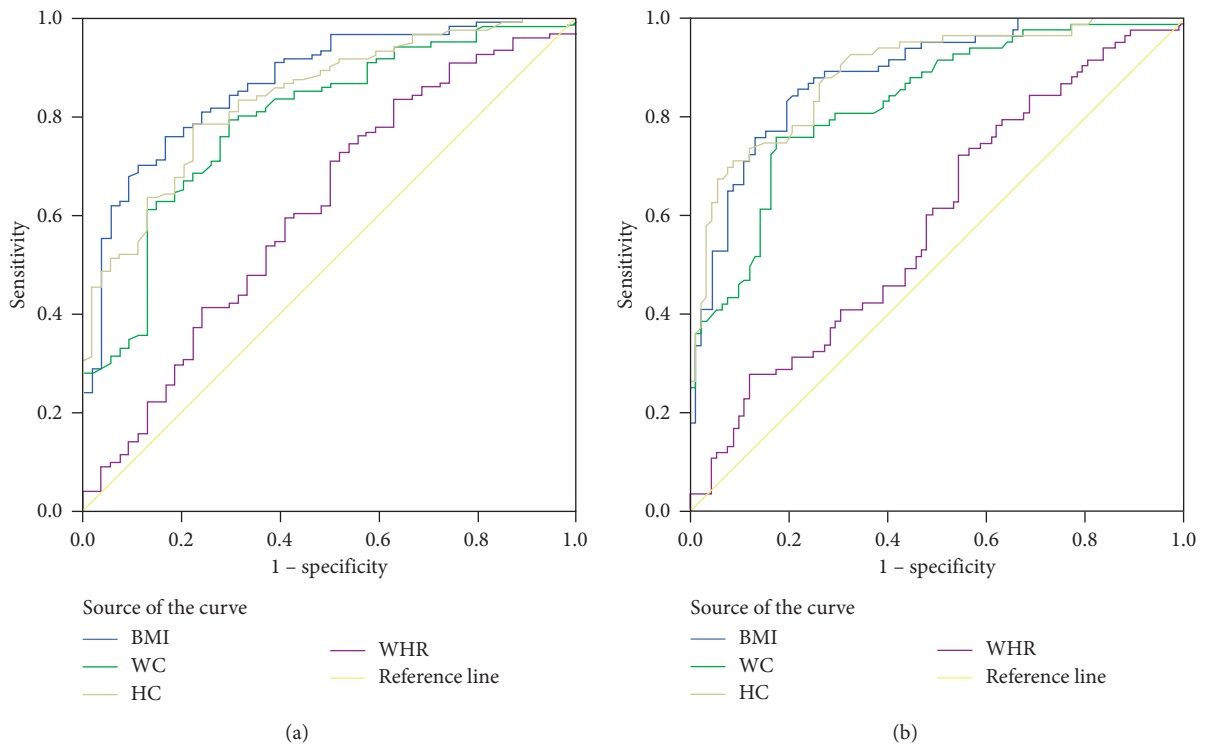 1.0
0.8
0.6
0.4
0.2
0.0
Sensitivity
0.0 0.2 0.4 0.6 0.8 1.0
1 – specificity
Source of the curve
BMI
WC
HC
WHR
Reference line
(a)
1.0
0.8
0.6
0.4
0.2
0.0
Sensitivity
0.0 0.2 0.4 0.6 0.8 1.0
1 – specificity
Source of the curve
BMI
WC
HC
WHR
Reference line
(b)